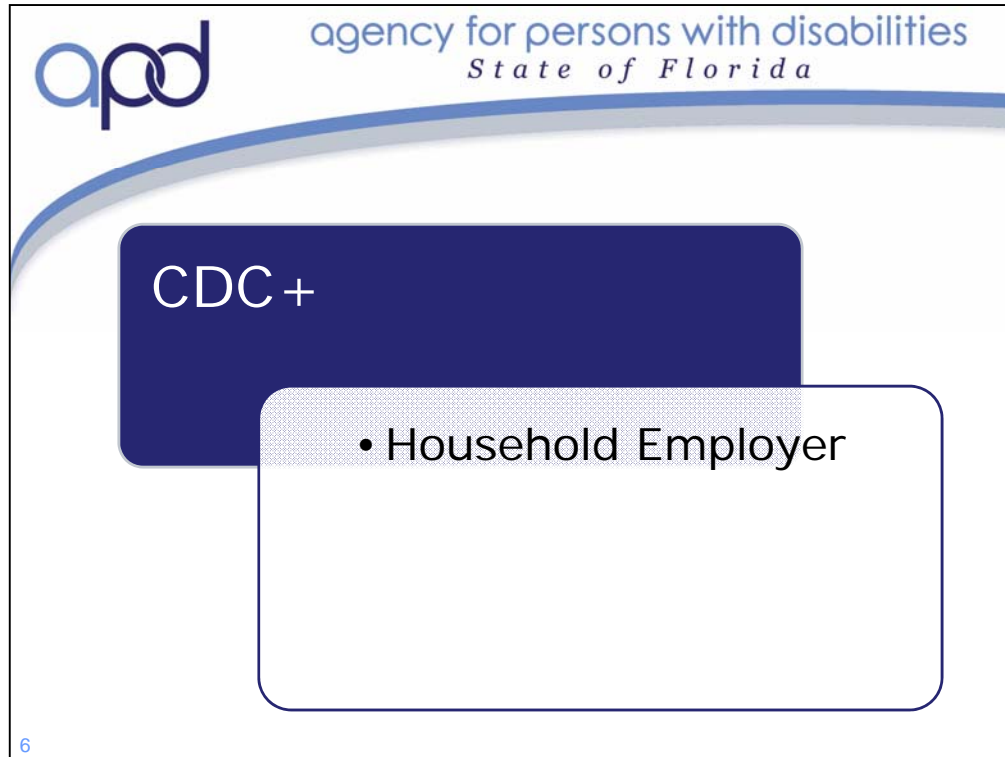 apd
agency for persons with disabilities
State of Florida
CDC+
• Household Employer
6